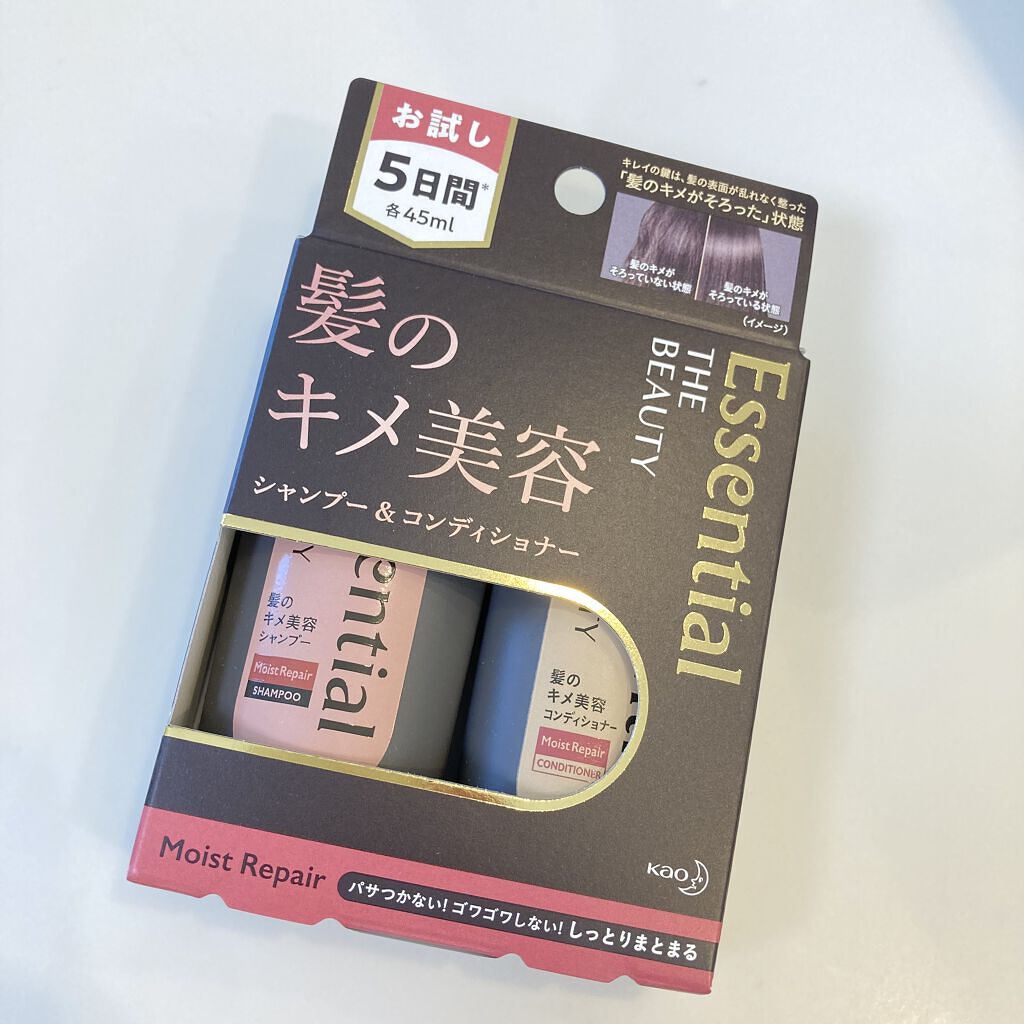 お試し
5日間*
各45ml
キレイの鍵は、髪の表面が乱れなく整った
「髪のキメがそろった」状態
髪のキメが
そろっていない状態
髪のキメが
そろっている状態
(イメージ)
髪の
キメ美容
シャンプー&コンディショナー
Essential
THE
BEAUTY
ential
髪の
キメ美容
シャンプー
Moist Repair
SHAMPOO
髪の
キメ美容
コンディショナー
Moist Repair
CONDITIONER
Kao
Moist Repair
パサつかない!ゴワゴワしない!しっとりまとまる